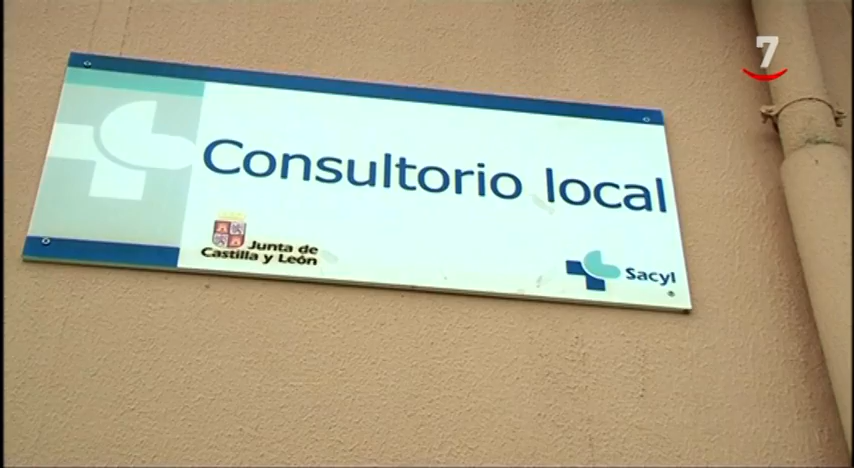 7
Consultorio local
Junta de
Castilla y León
Sacyl